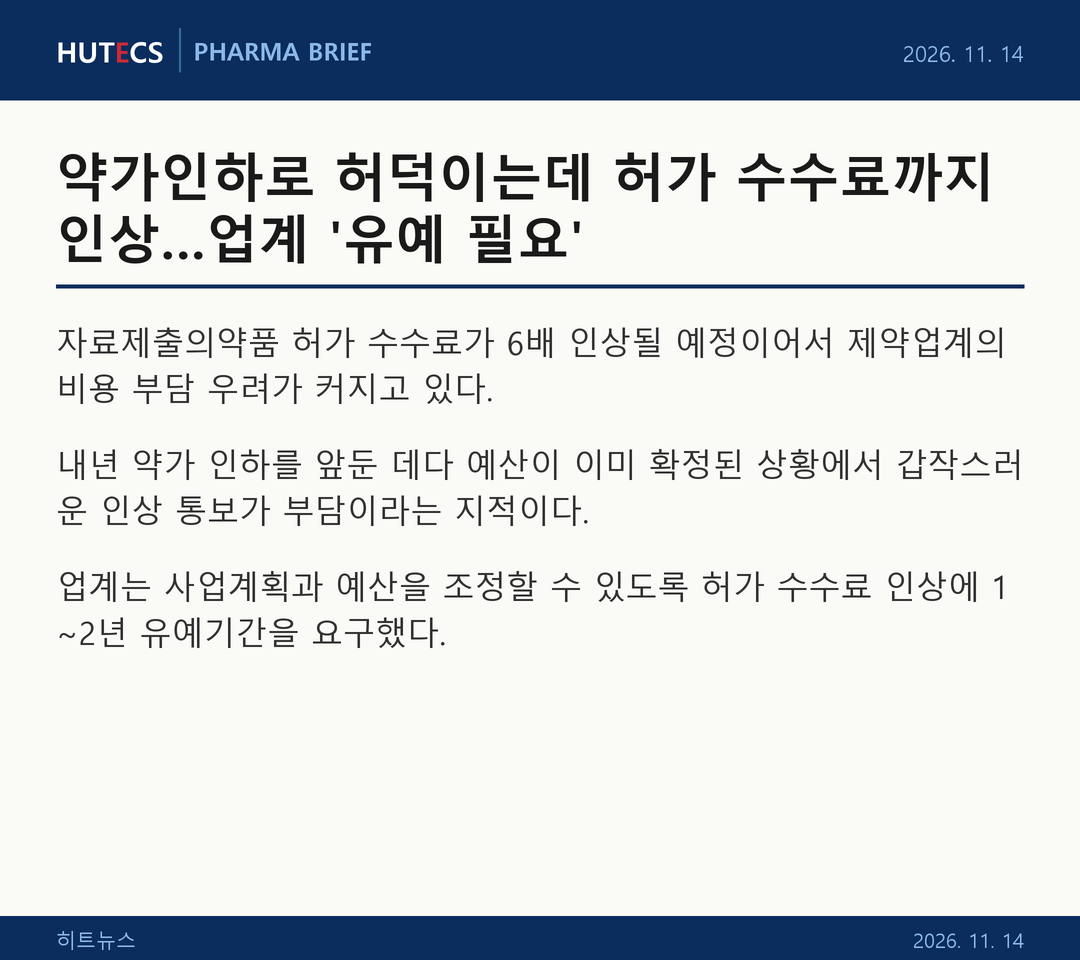 HUTECS PHARMA BRIEF 2026. 11. 14
약가인하로 허덕이는데 허가 수수료까지
인상...업계 '유예 필요'
자료제출의약품 허가 수수료가 6배 인상될 예정이어서 제약업계의
비용 부담 우려가 커지고 있다.
내년 약가 인하를 앞둔 데다 예산이 이미 확정된 상황에서 갑작스러
운 인상 통보가 부담이라는 지적이다.
업계는 사업계획과 예산을 조정할 수 있도록 허가 수수료 인상에 1
~2년 유예기간을 요구했다.
히트뉴스 2026. 11. 14